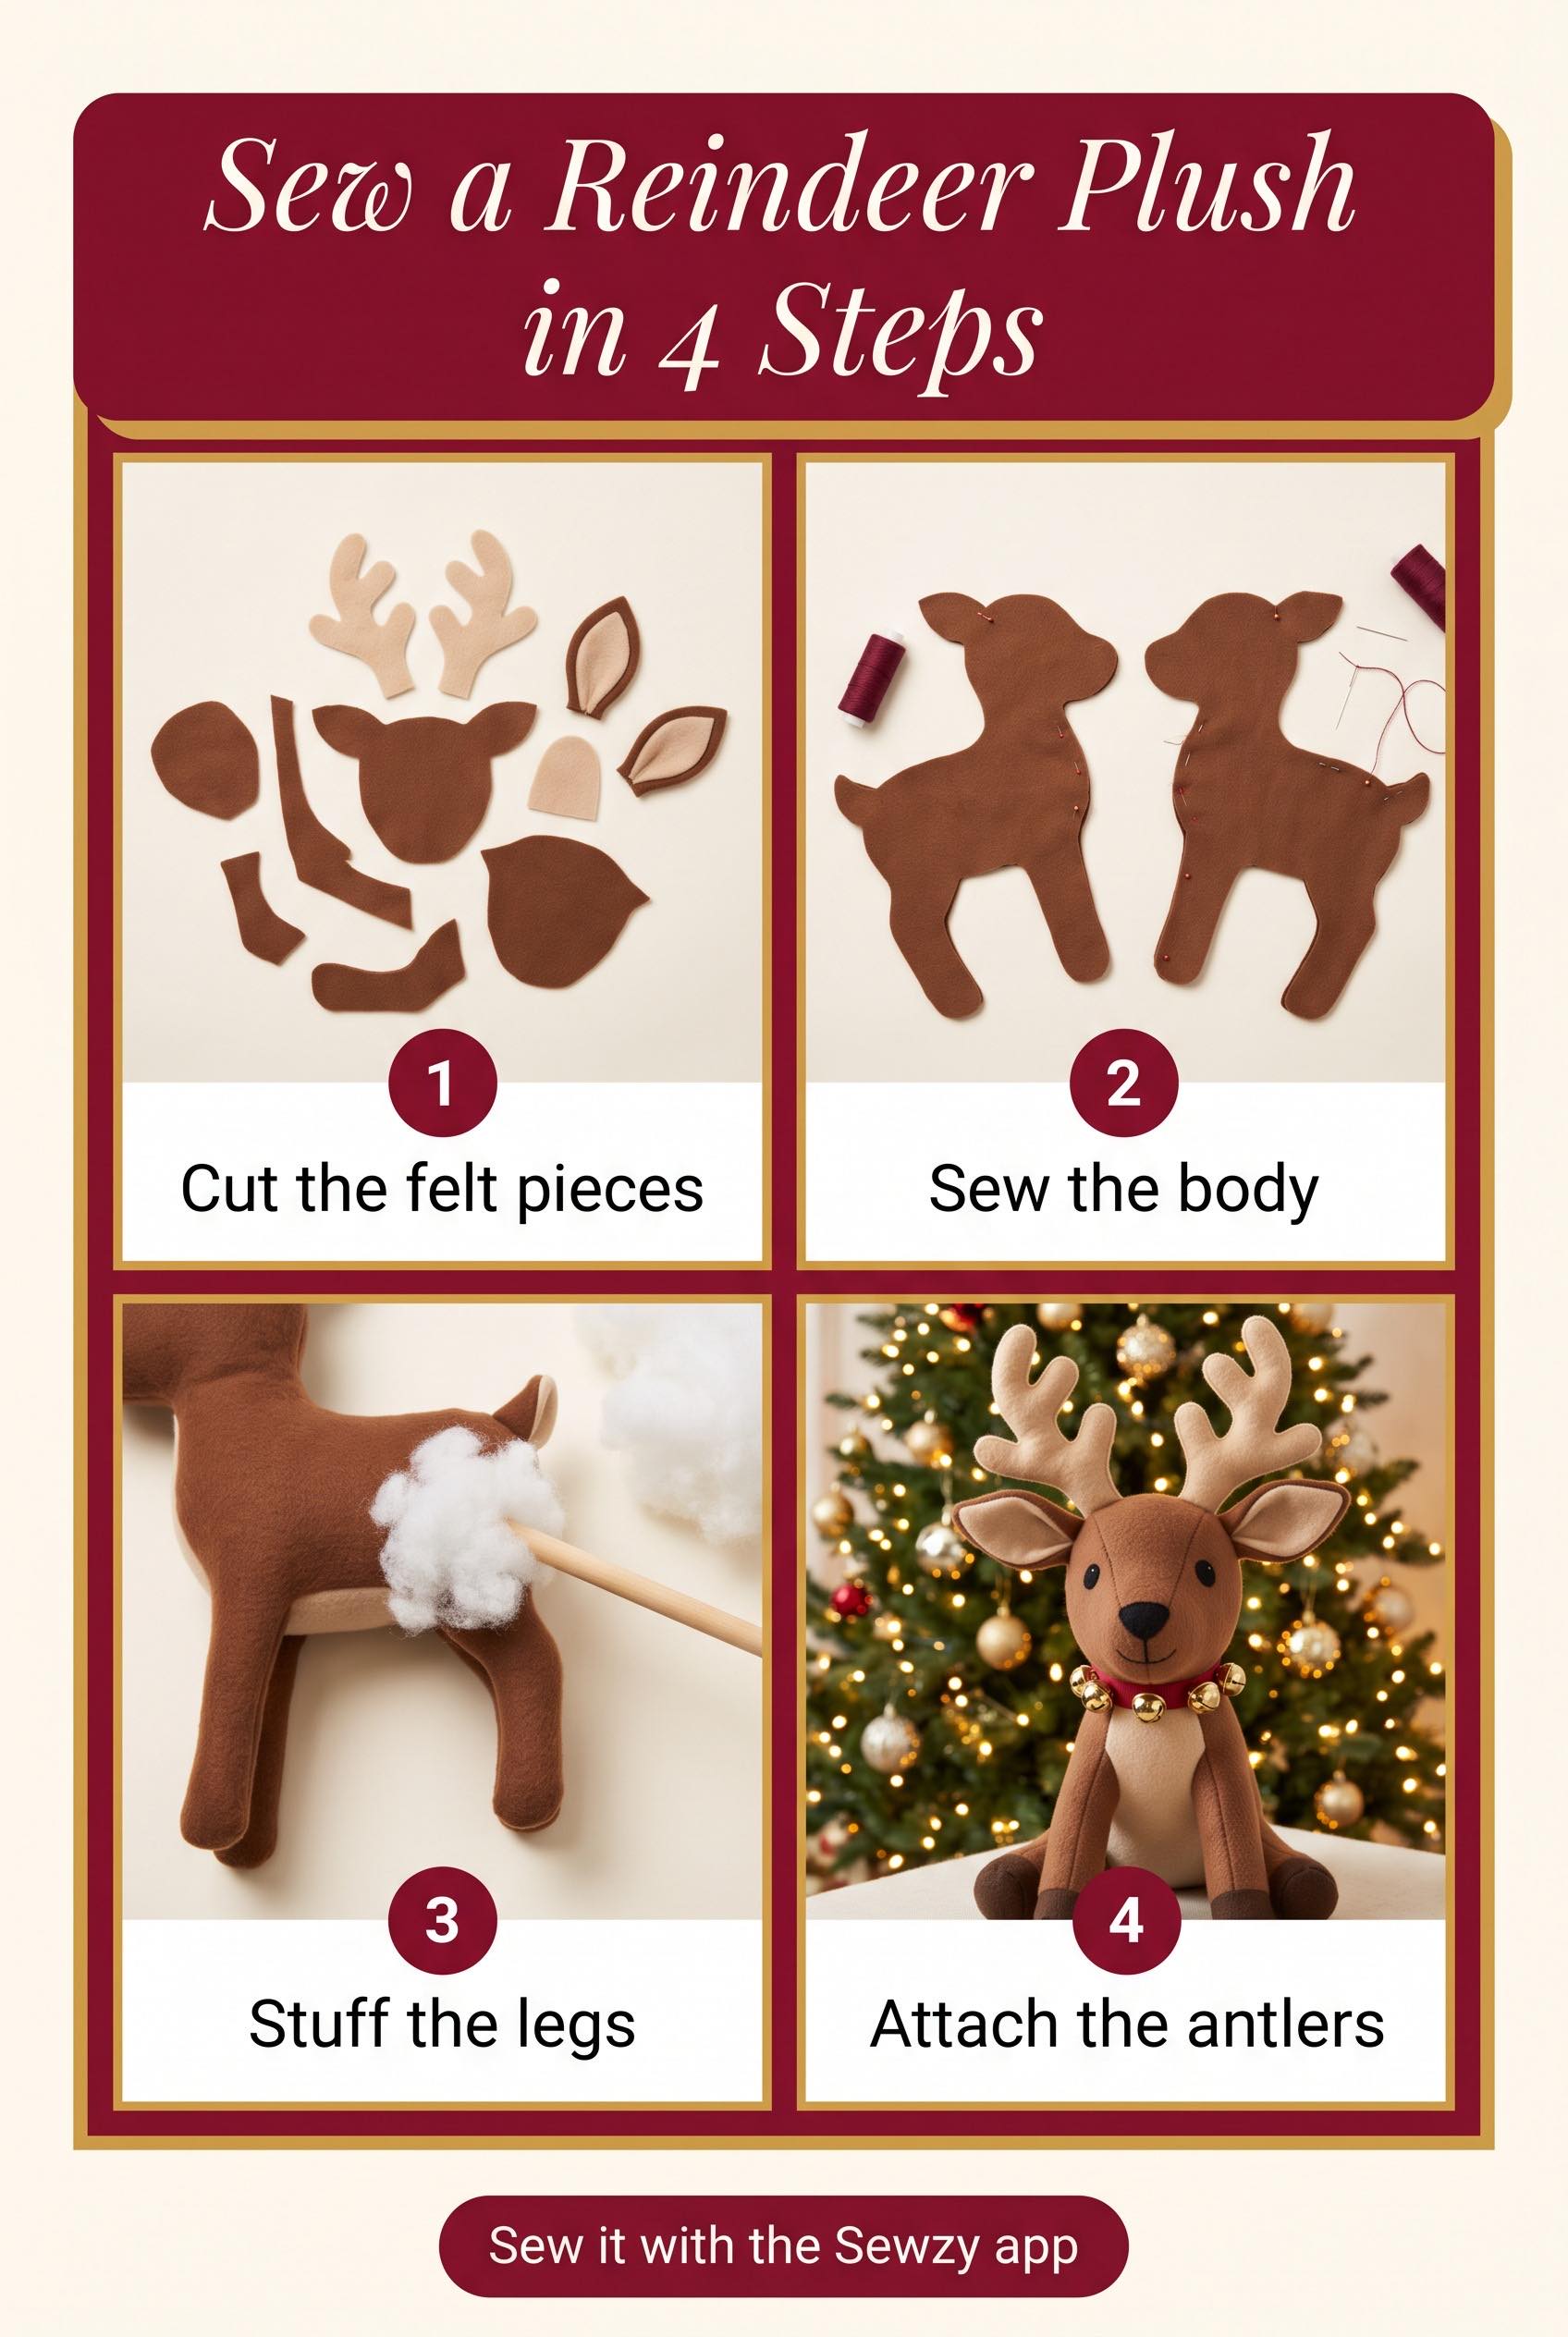 Sew a Reindeer Plush
in 4 Steps
1
Cut the felt pieces
2
Sew the body
3
Stuff the legs
4
Attach the antlers
Sew it with the Sewzy app